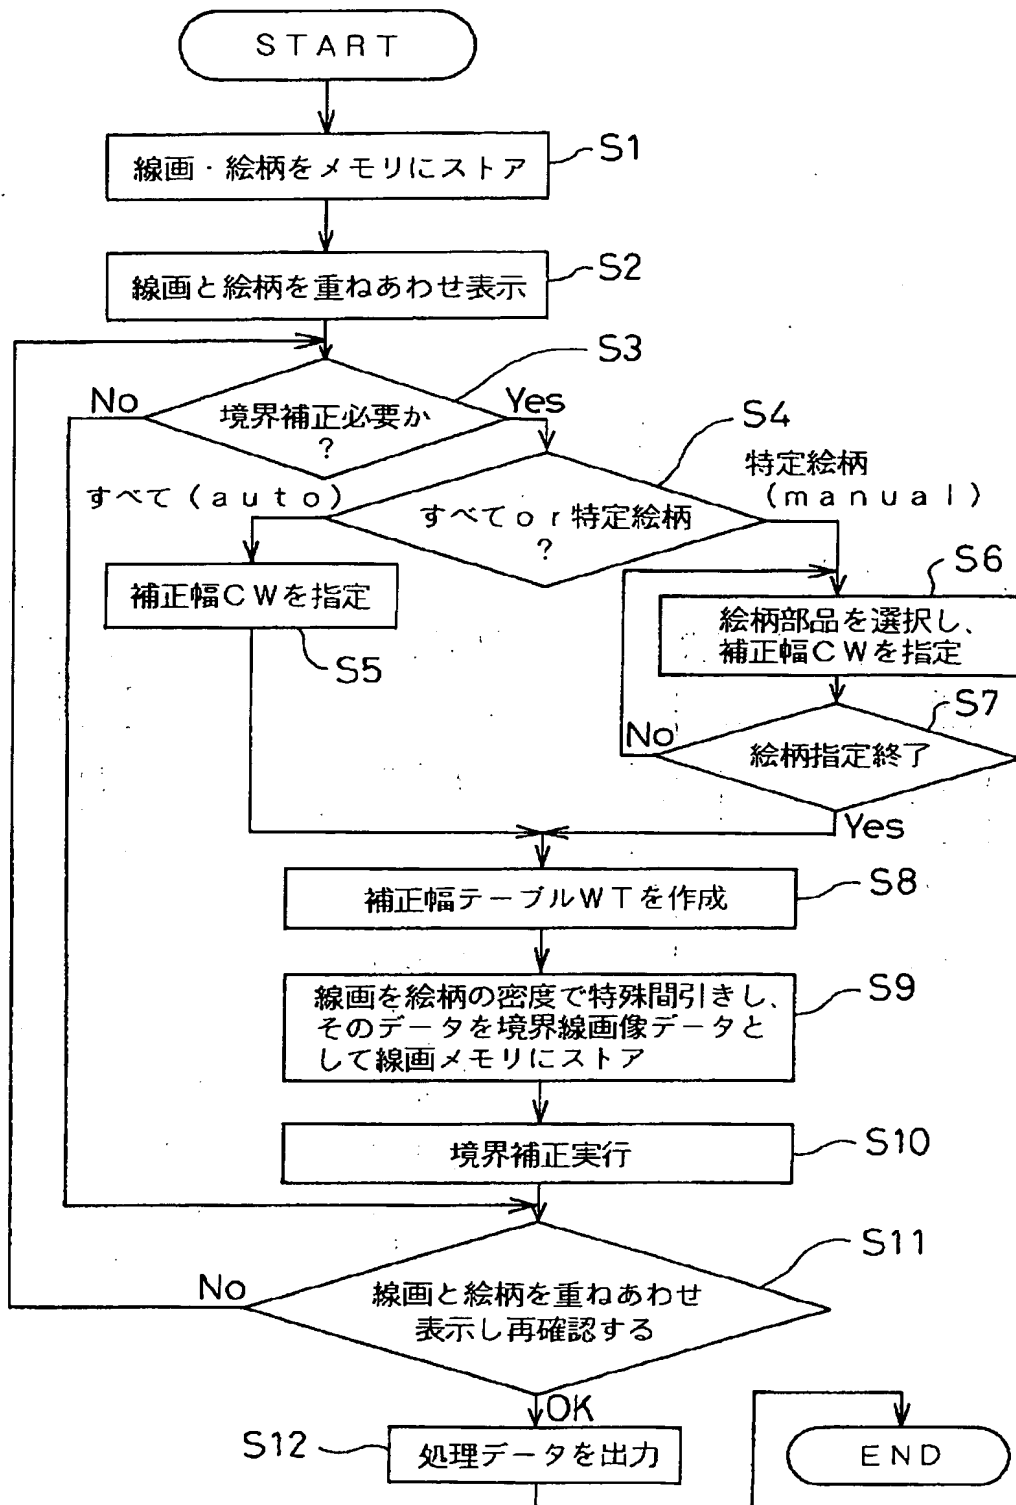 START
線画・絵柄をメモリにストア
S1
線画と絵柄を重ねあわせ表示
S2
S3
No
境界補正必要か
?
Yes
S4
すべて(auto)
すべてor特定絵柄
?
特定絵柄
(manual)
補正幅CWを指定
S5
S6
絵柄部品を選択し、
補正幅CWを指定
S7
No
絵柄指定終了
Yes
補正幅テーブルWTを作成
S8
線画を絵柄の密度で特殊間引きし、
そのデータを境界線画像データと
して線画メモリにストア
S9
境界補正実行
S10
S11
No
線画と絵柄を重ねあわせ
表示し再確認する
OK
S12
処理データを出力
END